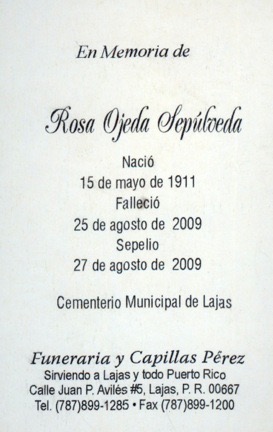 En Memoria de
Rosa Ojeda Sepúlveda
Nació
15 de mayo de 1911
Falleció
25 de agosto de 2009
Sepelio
27 de agosto de 2009
Cementerio Municipal de Lajas
Funeraria y Capillas Pérez
Sirviendo a Lajas y todo Puerto Rico
Calle Juan P. Avilés #5, Lajas, P. R. 00667
Tel. (787)899-1285 • Fax (787)899-1200